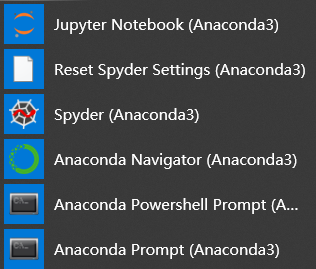 Jupyter Notebook (Anaconda3)
Reset Spyder Settings (Anaconda3)
Spyder (Anaconda3)
Anaconda Navigator (Anaconda3)
Anaconda Powershell Prompt (A...
Anaconda Prompt (Anaconda3)